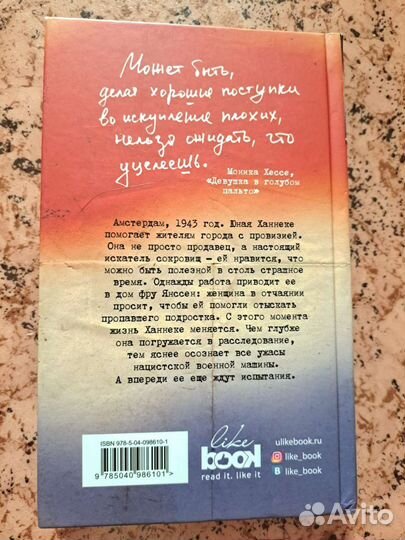 Может быть,
делая хорошие поступки
во искупление плохих,
нельзя ожидать, что
уцелеешь.
Моника Хессе,
«Девушка в голубом
пальто»
Амстердам, 1943 год. Юная Ханнеке
помогает жителям города с провизией.
Она не просто продавец, а настоящий
искатель сокровищ – ей нравится, что
можно быть полезной в столь страшное
время. Однажды работа приводит ее
в дом фру Янссен: женщина в отчаянии
просит, чтобы ей помогли отыскать
пропавшего подростка. С этого момента
жизнь Ханнеке меняется. Чем глубже
она погружается в расследование,
тем яснее осознает все ужасы
нацистской военной машины.
А впереди ее еще ждут испытания.
ISBN 978-5-04-098610-1
9 785040 986101 >
like
book
read it. like it
ulikebook.ru
like_book
B like_book
Avito